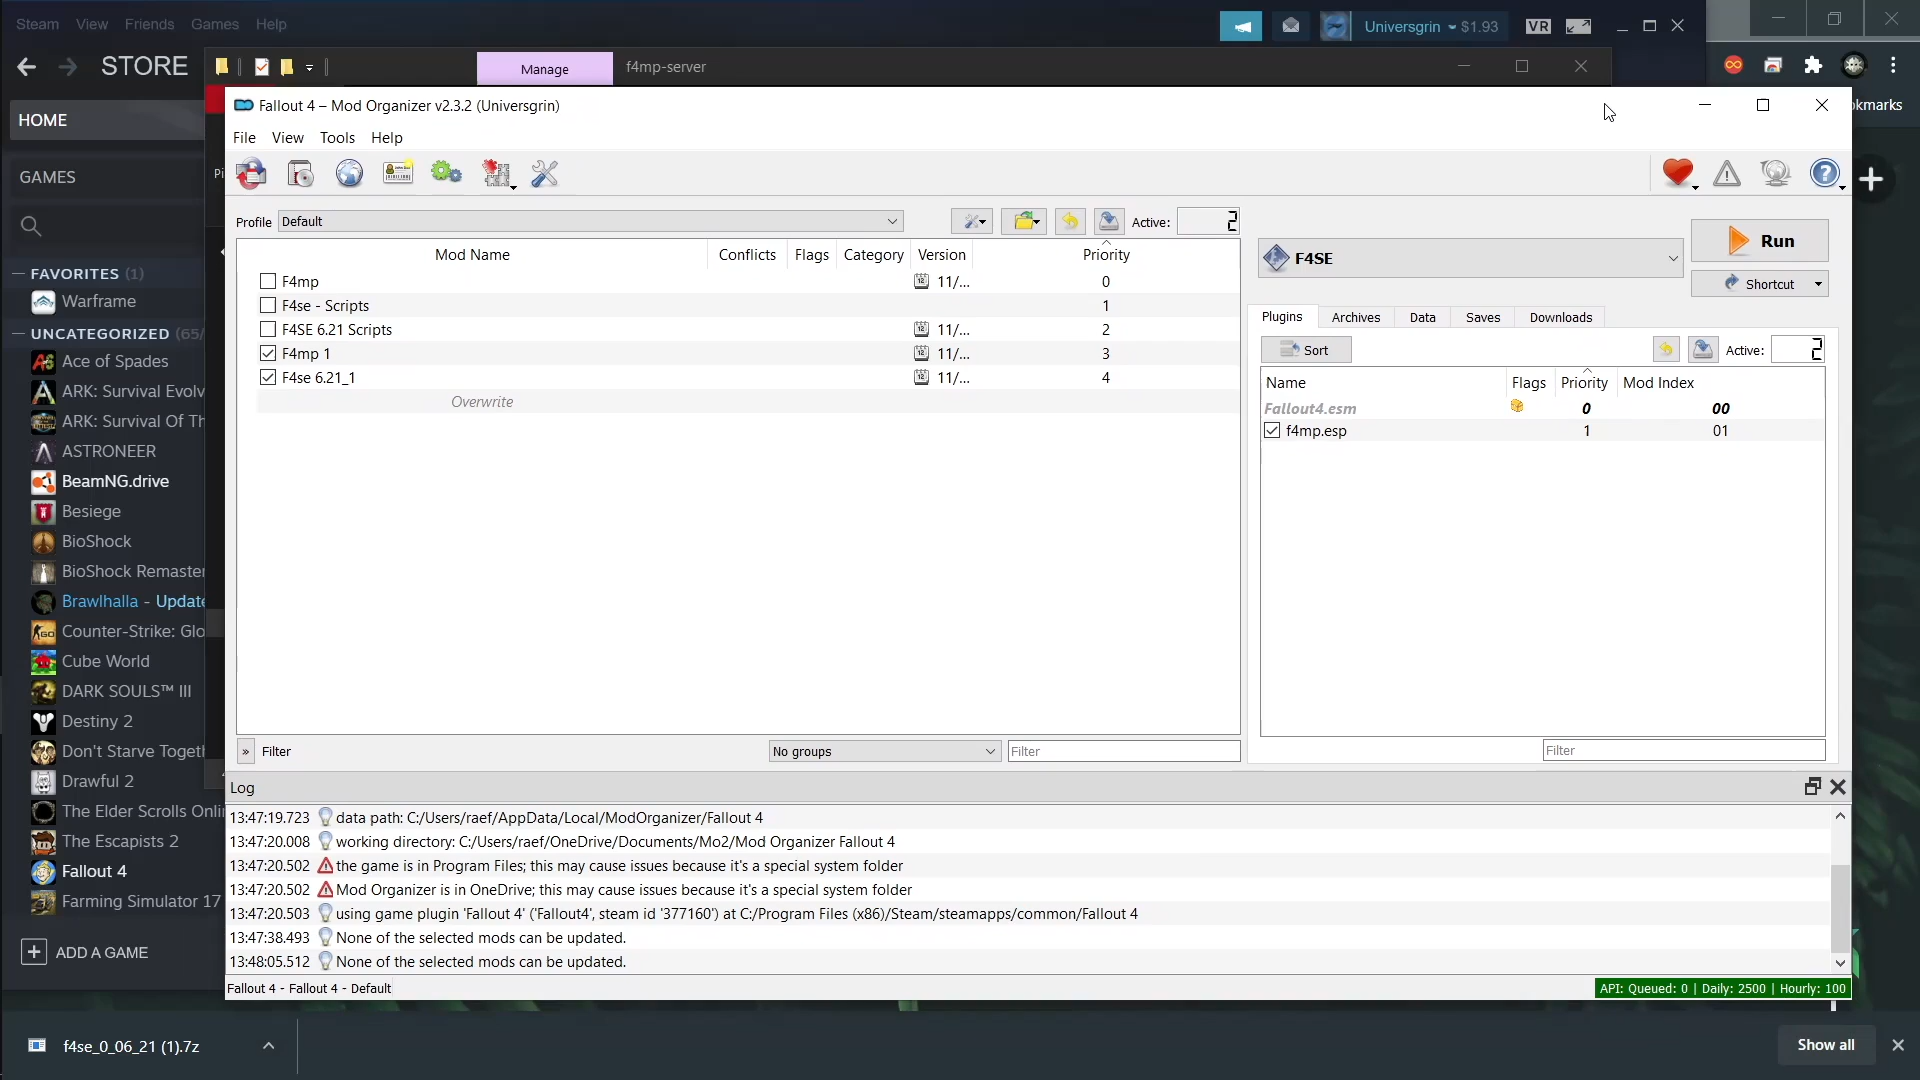 Steam View Friends Games Help
Universgrin $1.93
VR
STORE
Manage
f4mp-server
HOME
GAMES
FAVORITES (1)
Warframe
UNCATEGORIZED (65/
Ace of Spades
ARK: Survival Evolv
ARK: Survival Of Th
ASTRONEER
BeamNG.drive
Besiege
BioShock
BioShock Remaster
Brawlhalla - Update
Counter-Strike: Glo
Cube World
DARK SOULS™ III
Destiny 2
Don't Starve Togeth
Drawful 2
The Elder Scrolls Onli
The Escapists 2
Fallout 4
Farming Simulator 17
ADD A GAME
Pi
kmarks
Fallout 4 – Mod Organizer v2.3.2 (Universgrin)
File View Tools Help
Profile Default
Active: 2
Mod Name Conflicts Flags Category Version Priority
F4mp 11/... 0
F4se - Scripts 1
F4SE 6.21 Scripts 11/... 2
F4mp 1 11/... 3
F4se 6.21_1 11/... 4
Overwrite
» Filter
No groups
Filter
F4SE
Run
Shortcut
Plugins Archives Data Saves Downloads
Sort
Active: 2
Name Flags Priority Mod Index
Fallout4.esm 0 00
f4mp.esp 1 01
Filter
Log
13:47:19.723 data path: C:/Users/raef/AppData/Local/ModOrganizer/Fallout 4
13:47:20.008 working directory: C:/Users/raef/OneDrive/Documents/Mo2/Mod Organizer Fallout 4
13:47:20.502 the game is in Program Files; this may cause issues because it's a special system folder
13:47:20.502 Mod Organizer is in OneDrive; this may cause issues because it's a special system folder
13:47:20.503 using game plugin 'Fallout 4' ('Fallout4', steam id '377160') at C:/Program Files (x86)/Steam/steamapps/common/Fallout 4
13:47:38.493 None of the selected mods can be updated.
13:48:05.512 None of the selected mods can be updated.
Fallout 4 - Fallout 4 - Default
API: Queued: 0 | Daily: 2500 | Hourly: 100
f4se_0_06_21 (1).7z
Show all